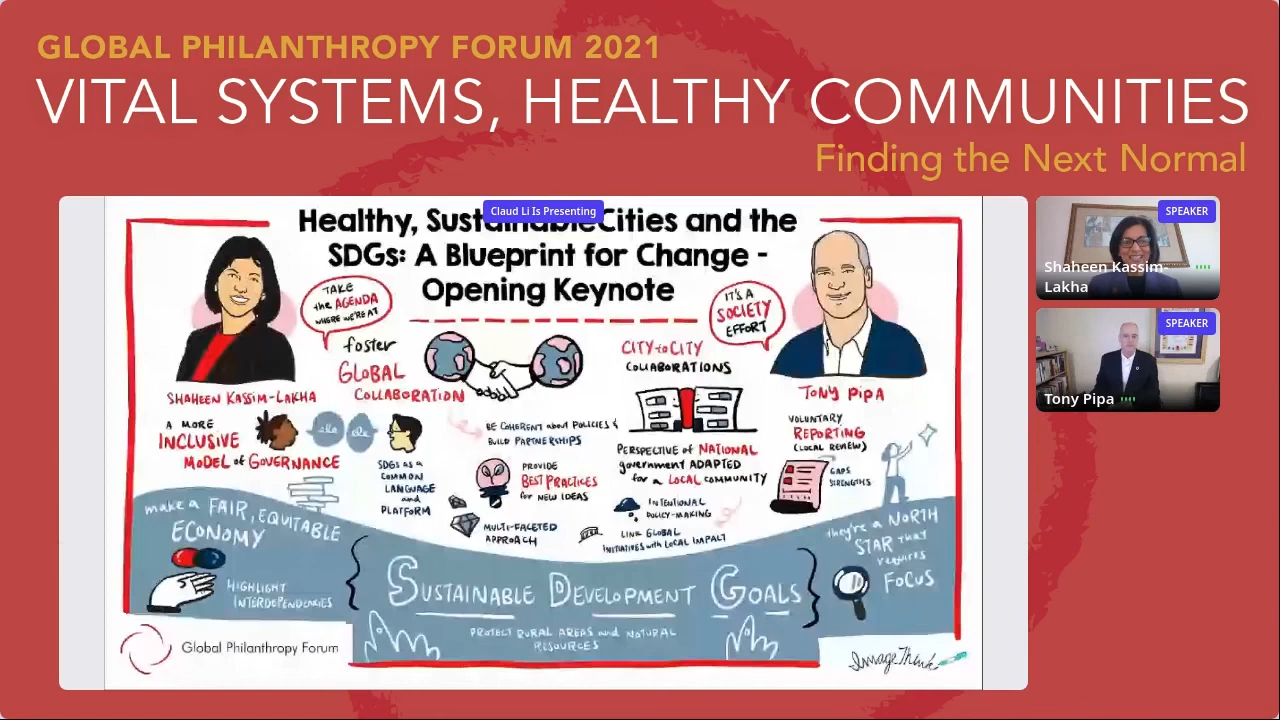 GLOBAL PHILANTHROPY FORUM 2021
VITAL SYSTEMS, HEALTHY COMMUNITIES
Finding the Next Normal
Claud Li Is Presenting
Healthy, Sustainable Cities and the
SDGs: A Blueprint for Change -
Opening Keynote
TAKE
the AGENDA
WHERE WE'RE AT
IT'S A
SOCIETY
EFFORT
foster
GLOBAL
COLLABORATION
CITY to CITY
COLLABORATIONS
SHAHEEN KASSIM-LAKHA
TONY PIPA
A MORE
INCLUSIVE
MODEL of GOVERNANCE
SDGs as a
COMMON
LANGUAGE
and
PLATFORM
BE COHERENT about POLICIES &
BUILD PARTNERSHIPS
PROVIDE
BEST PRACTICES
for NEW IDEAS
MULTI-FACETED
APPROACH
PERSPECTIVE of NATIONAL
government ADAPTED
for a LOCAL COMMUNITY
INTENTIONAL
POLICY-MAKING
LINK GLOBAL
INITIATIVES with LOCAL IMPACT
VOLUNTARY
REPORTING
(LOCAL REVIEW)
GAPS
STRENGTHS
make a FAIR, EQUITABLE
ECONOMY
HIGHLIGHT
INTERDEPENDENCIES
SUSTAINABLE DEVELOPMENT GOALS
PROTECT RURAL AREAS and NATURAL
RESOURCES
they're a NORTH
STAR that
requires
FOCUS
Global Philanthropy Forum
ImageThink
SPEAKER
Shaheen Kassim-
Lakha
SPEAKER
Tony Pipa